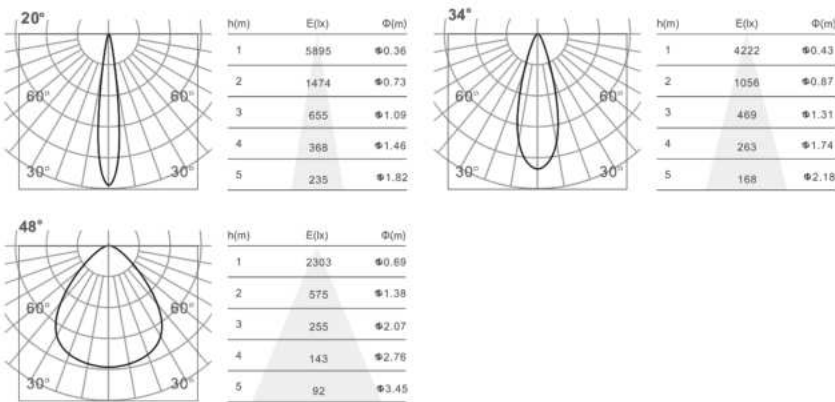 20°
h(m) E(lx) Φ(m)
1 5895 Φ0.36
2 1474 Φ0.73
3 655 Φ1.09
4 368 Φ1.46
5 235 Φ1.82
60° 60°
30° 30°
34°
h(m) E(lx) Φ(m)
1 4222 Φ0.43
2 1056 Φ0.87
3 469 Φ1.31
4 263 Φ1.74
5 168 Φ2.18
60° 60°
30° 30°
48°
h(m) E(lx) Φ(m)
1 2303 Φ0.69
2 575 Φ1.38
3 255 Φ2.07
4 143 Φ2.76
5 92 Φ3.45
60° 60°
30° 30°